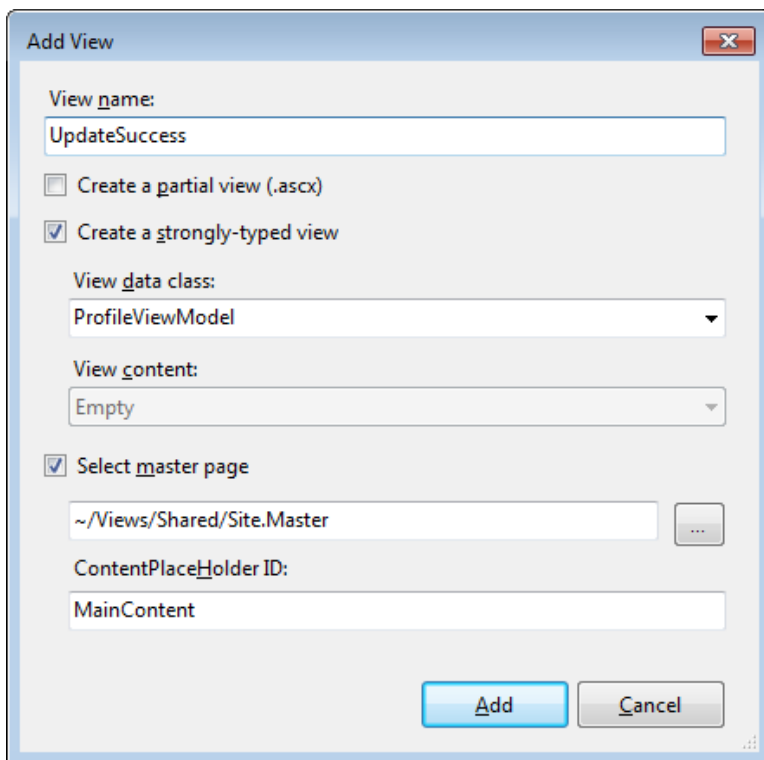 Add View
View name:
UpdateSuccess
Create a partial view (.ascx)
Create a strongly-typed view
View data class:
ProfileViewModel
View content:
Empty
Select master page
~/Views/Shared/Site.Master
...
ContentPlaceHolder ID:
MainContent
Add Cancel